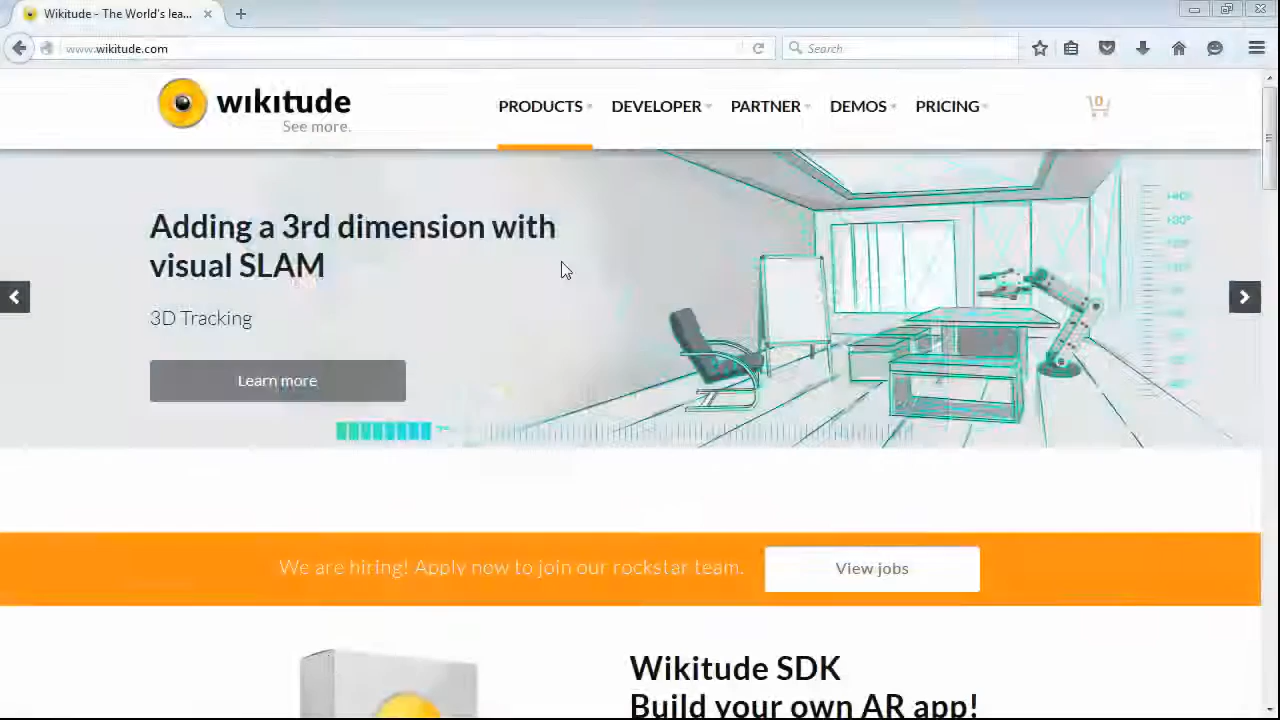 Wikitude - The World's lea...
www.wikitude.com
Search
wikitude
See more.
PRODUCTS
DEVELOPER
PARTNER
DEMOS
PRICING
0
Adding a 3rd dimension with
visual SLAM
3D Tracking
Learn more
We are hiring! Apply now to join our rockstar team.
View jobs
Wikitude SDK
Build your own AR app!